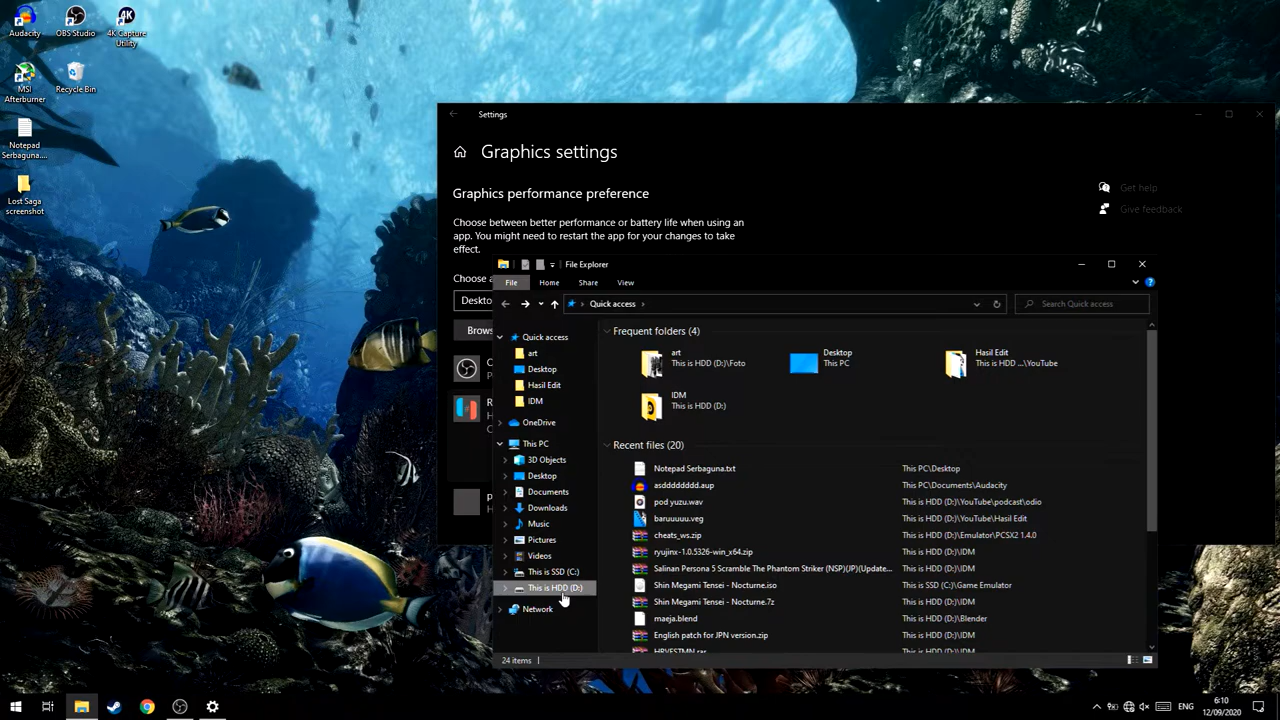 Audacity
OBS Studio
4K Capture
Utility
MSI
Afterburner
Recycle Bin
Notepad
Serbaguna....
Lost Saga
screenshot
Settings
Graphics settings
Graphics performance preference
Get help
Give feedback
Choose between better performance or battery life when using an
app. You might need to restart the app for your changes to take
effect.
Choose a
Deskto
Brows
File Explorer
File
Home
Share
View
Quick access
Search Quick access
Quick access
art
Desktop
Hasil Edit
IDM
OneDrive
This PC
3D Objects
Desktop
Documents
Downloads
Music
Pictures
Videos
This is SSD (C:)
This is HDD (D:)
Network
Frequent folders (4)
art
This is HDD (D:)\Foto
Desktop
This PC
Hasil Edit
This is HDD ...\YouTube
IDM
This is HDD (D:)
Recent files (20)
Notepad Serbaguna.txt This PC\Desktop
asddddddd.aup This PC\Documents\Audacity
pod yuzu.wav This is HDD (D:)\YouTube\podcast\odio
baruuuuu.veg This is HDD (D:)\YouTube\Hasil Edit
cheats_ws.zip This is HDD (D:)\Emulator\PCSX2 1.4.0
ryujinx-1.0.5326-win_x64.zip This is HDD (D:)\IDM
Salinan Persona 5 Scramble The Phantom Striker (NSP)(JP)(Update... This is HDD (D:)\IDM
Shin Megami Tensei - Nocturne.iso This is SSD (C:)\Game Emulator
Shin Megami Tensei - Nocturne.7z This is HDD (D:)\IDM
maeja.blend This is HDD (D:)\Blender
English patch for JPN version.zip This is HDD (D:)\IDM
HRVESTMN.rar
24 items
ENG
6:10
12/09/2020